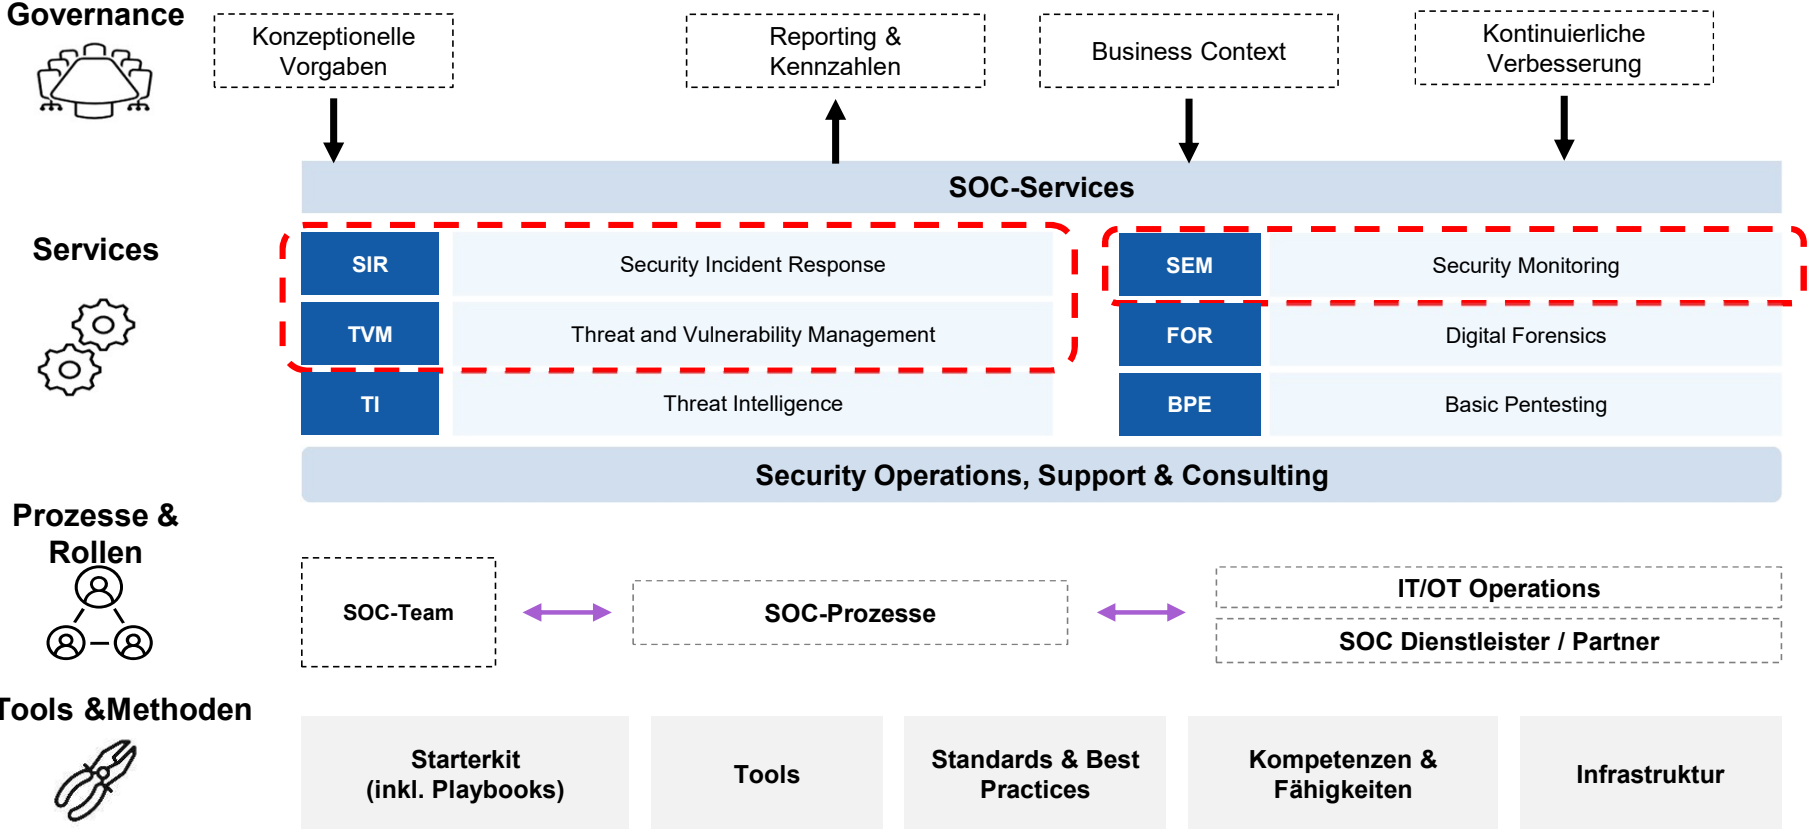 Governance
Konzeptionelle
Vorgaben
Reporting &
Kennzahlen
Business Context
Kontinuierliche
Verbesserung
SOC-Services
Services
SIR
Security Incident Response
SEM
Security Monitoring
TVM
Threat and Vulnerability Management
FOR
Digital Forensics
TI
Threat Intelligence
BPE
Basic Pentesting
Security Operations, Support & Consulting
Prozesse &
Rollen
SOC-Team
SOC-Prozesse
IT/OT Operations
SOC Dienstleister / Partner
Tools &Methoden
Starterkit
(inkl. Playbooks)
Tools
Standards & Best
Practices
Kompetenzen &
Fähigkeiten
Infrastruktur